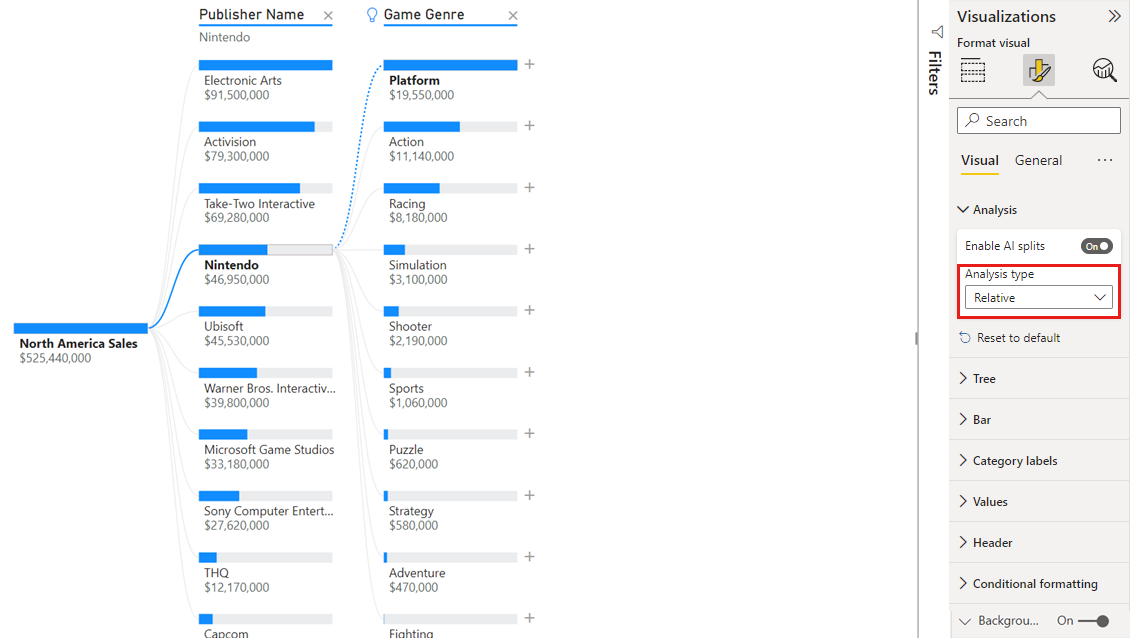 Publisher Name
Nintendo
Game Genre
North America Sales
$525,440,000
Electronic Arts
$91,500,000
Activision
$79,300,000
Take-Two Interactive
$69,280,000
Nintendo
$46,950,000
Ubisoft
$45,530,000
Warner Bros. Interactiv...
$39,800,000
Microsoft Game Studios
$33,180,000
Sony Computer Entert...
$27,620,000
THQ
$12,170,000
Capcom
Platform
$19,550,000
Action
$11,140,000
Racing
$8,180,000
Simulation
$3,100,000
Shooter
$2,190,000
Sports
$1,060,000
Puzzle
$620,000
Strategy
$580,000
Adventure
$470,000
Fighting
Filters
Visualizations
Format visual
Search
Visual General
Analysis
Enable AI splits On
Analysis type
Relative
Reset to default
Tree
Bar
Category labels
Values
Header
Conditional formatting
Backgrou... On